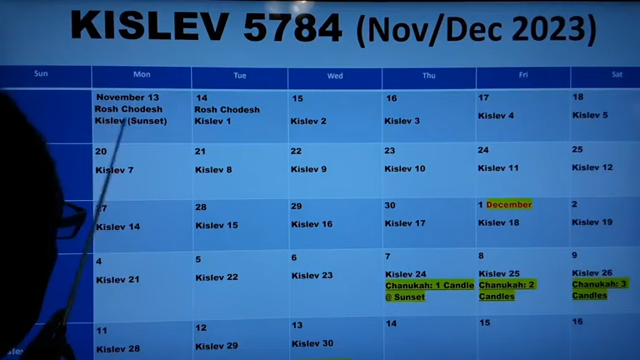 KISLEV 5784 (Nov/Dec 2023)
Sun Mon Tue Wed Thu Fri Sat
November 13 14 15 16 17 18
Rosh Chodesh Rosh Chodesh
Kislev (Sunset) Kislev 1 Kislev 2 Kislev 3 Kislev 4 Kislev 5
20 21 22 23 24 25
Kislev 7 Kislev 8 Kislev 9 Kislev 10 Kislev 11 Kislev 12
27 28 29 30 1 December 2
Kislev 14 Kislev 15 Kislev 16 Kislev 17 Kislev 18 Kislev 19
4 5 6 7 8 9
Kislev 21 Kislev 22 Kislev 23 Kislev 24 Kislev 25 Kislev 26
Chanukah: 1 Candle Chanukah: 2 Chanukah: 3
@ Sunset Candles Candles
11 12 13 14 15 16
Kislev 28 Kislev 29 Kislev 30